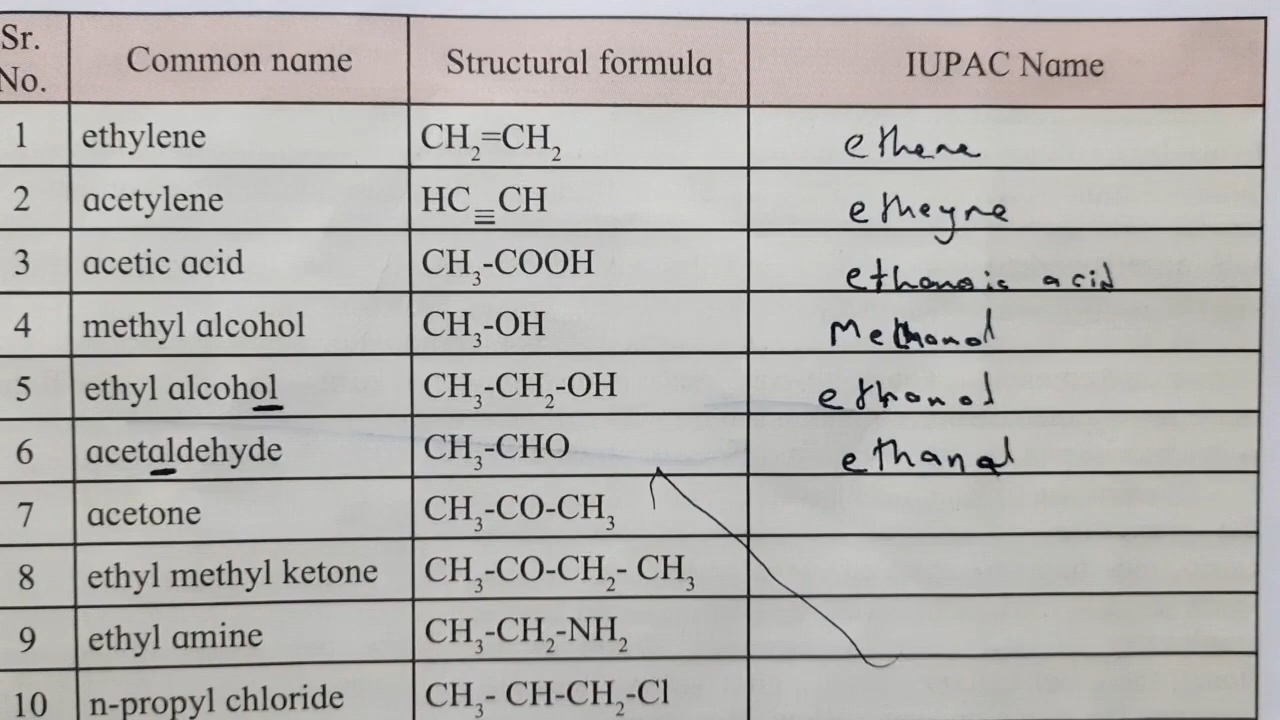 Sr. No. Common name Structural formula IUPAC Name
1 ethylene CH₂=CH₂ ethene
2 acetylene HC≡CH etheyne
3 acetic acid CH₃-COOH ethanoic acid
4 methyl alcohol CH₃-OH Methanol
5 ethyl alcohol CH₃-CH₂-OH ethanol
6 acetaldehyde CH₃-CHO ethanal
7 acetone CH₃-CO-CH₃
8 ethyl methyl ketone CH₃-CO-CH₂- CH₃
9 ethyl amine CH₃-CH₂-NH₂
10 n-propyl chloride CH₃- CH-CH₂-Cl